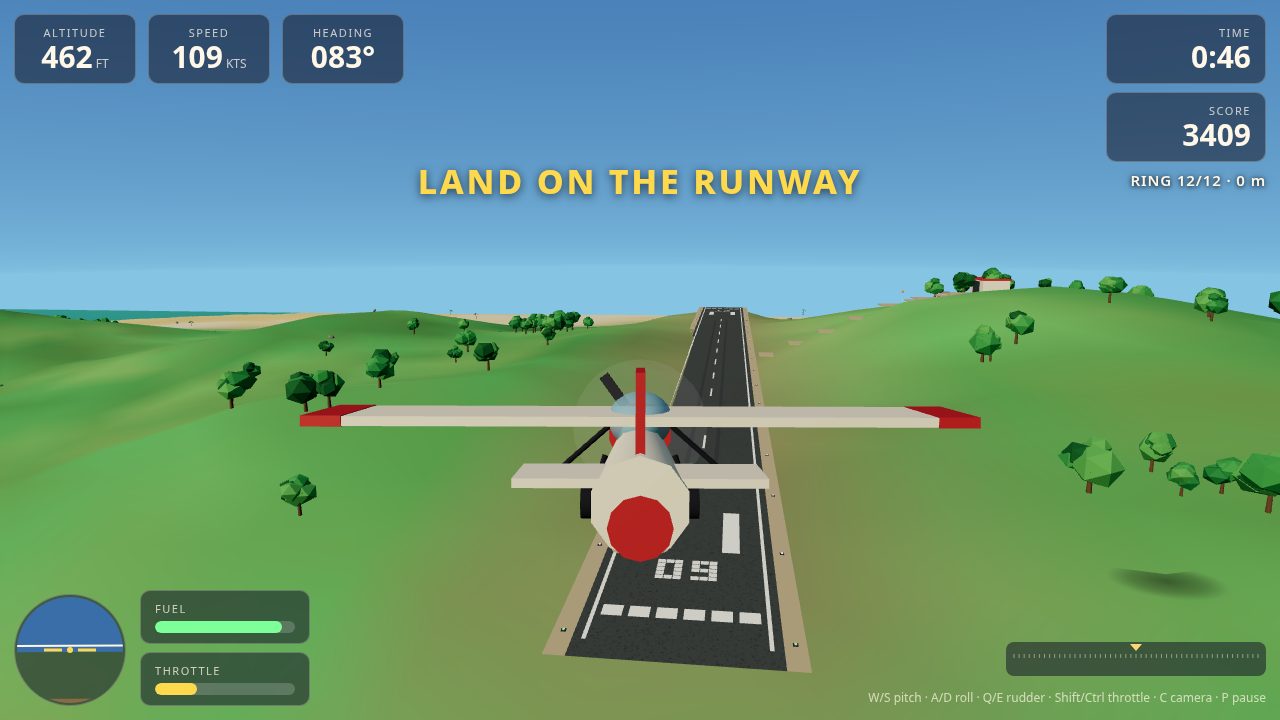 ALTITUDE
462 FT
SPEED
109 KTS
HEADING
083°
TIME
0:46
SCORE
3409
RING 12/12 · 0 m
LAND ON THE RUNWAY
09
FUEL
THROTTLE
W/S pitch · A/D roll · Q/E rudder · Shift/Ctrl throttle · C camera · P pause